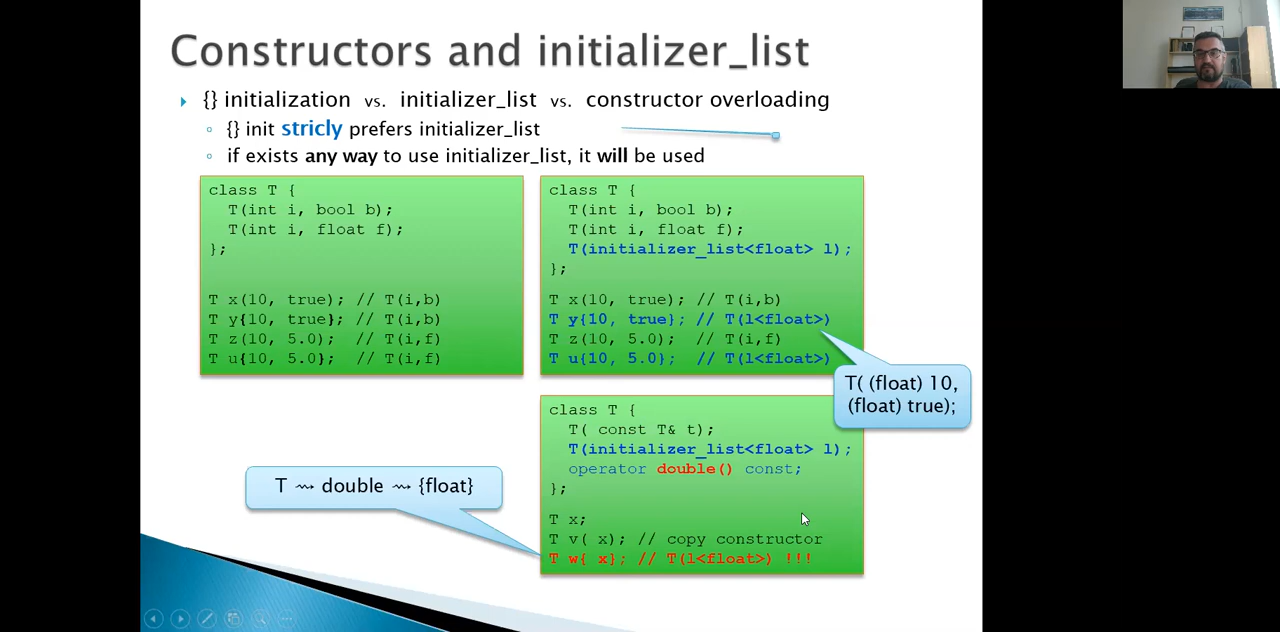 Constructors and initializer_list
{} initialization vs. initializer_list vs. constructor overloading
{} init stricly prefers initializer_list
if exists any way to use initializer_list, it will be used
class T {
T(int i, bool b);
T(int i, float f);
};
T x(10, true); // T(i,b)
T y{10, true}; // T(i,b)
T z(10, 5.0); // T(i,f)
T u{10, 5.0}; // T(i,f)
class T {
T(int i, bool b);
T(int i, float f);
T(initializer_list<float> l);
};
T x(10, true); // T(i,b)
T y{10, true}; // T(l<float>)
T z(10, 5.0); // T(i,f)
T u{10, 5.0}; // T(l<float>)
T( (float) 10,
(float) true);
class T {
T( const T& t);
T(initializer_list<float> l);
operator double() const;
};
T x;
T v( x); // copy constructor
T w{ x}; // T(l<float>) !!!
T ⇝ double ⇝ {float}